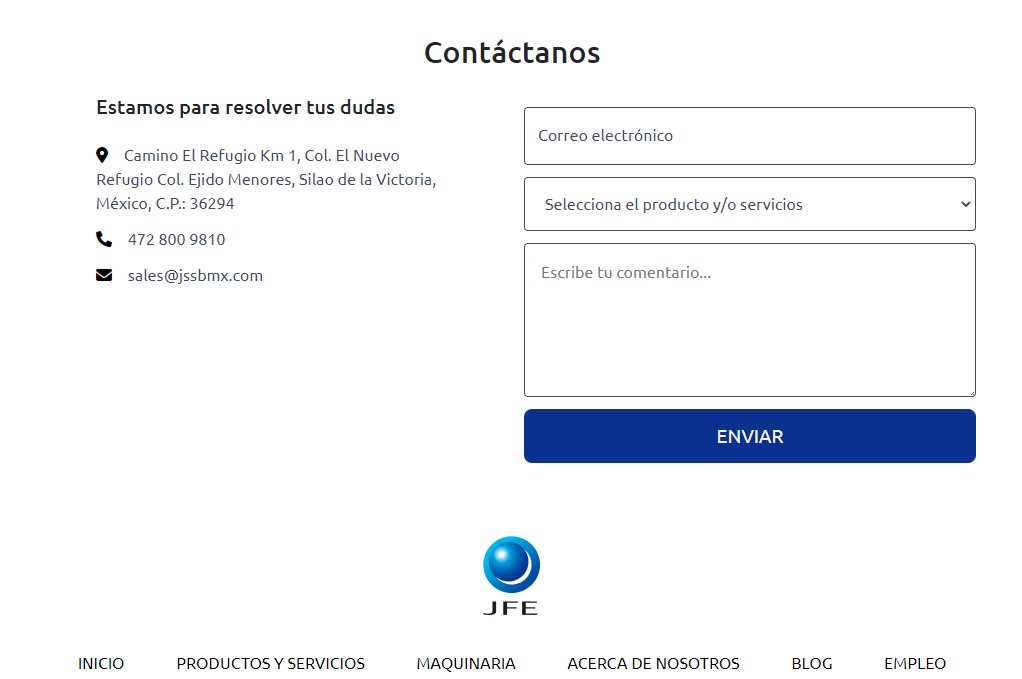 Contáctanos
Estamos para resolver tus dudas
Camino El Refugio Km 1, Col. El Nuevo
Refugio Col. Ejido Menores, Silao de la Victoria,
México, C.P.: 36294
472 800 9810
sales@jssbmx.com
Correo electrónico
Selecciona el producto y/o servicios
Escribe tu comentario...
ENVIAR
JFE
INICIO PRODUCTOS Y SERVICIOS MAQUINARIA ACERCA DE NOSOTROS BLOG EMPLEO